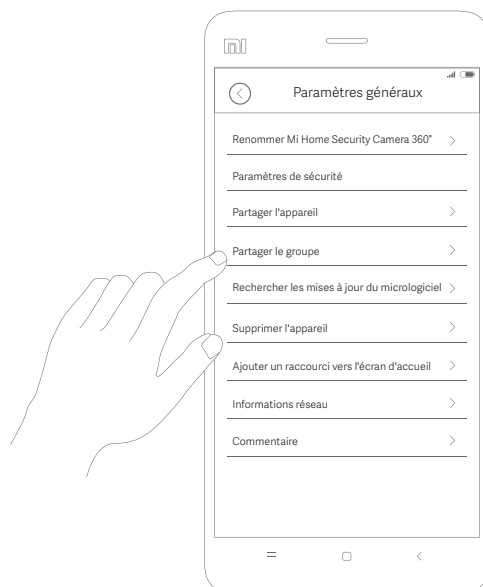 mi
Paramètres généraux
Renommer Mi Home Security Camera 360°
Paramètres de sécurité
Partager l'appareil
Partager le groupe
Rechercher les mises à jour du micrologiciel
Supprimer l'appareil
Ajouter un raccourci vers l'écran d'accueil
Informations réseau
Commentaire